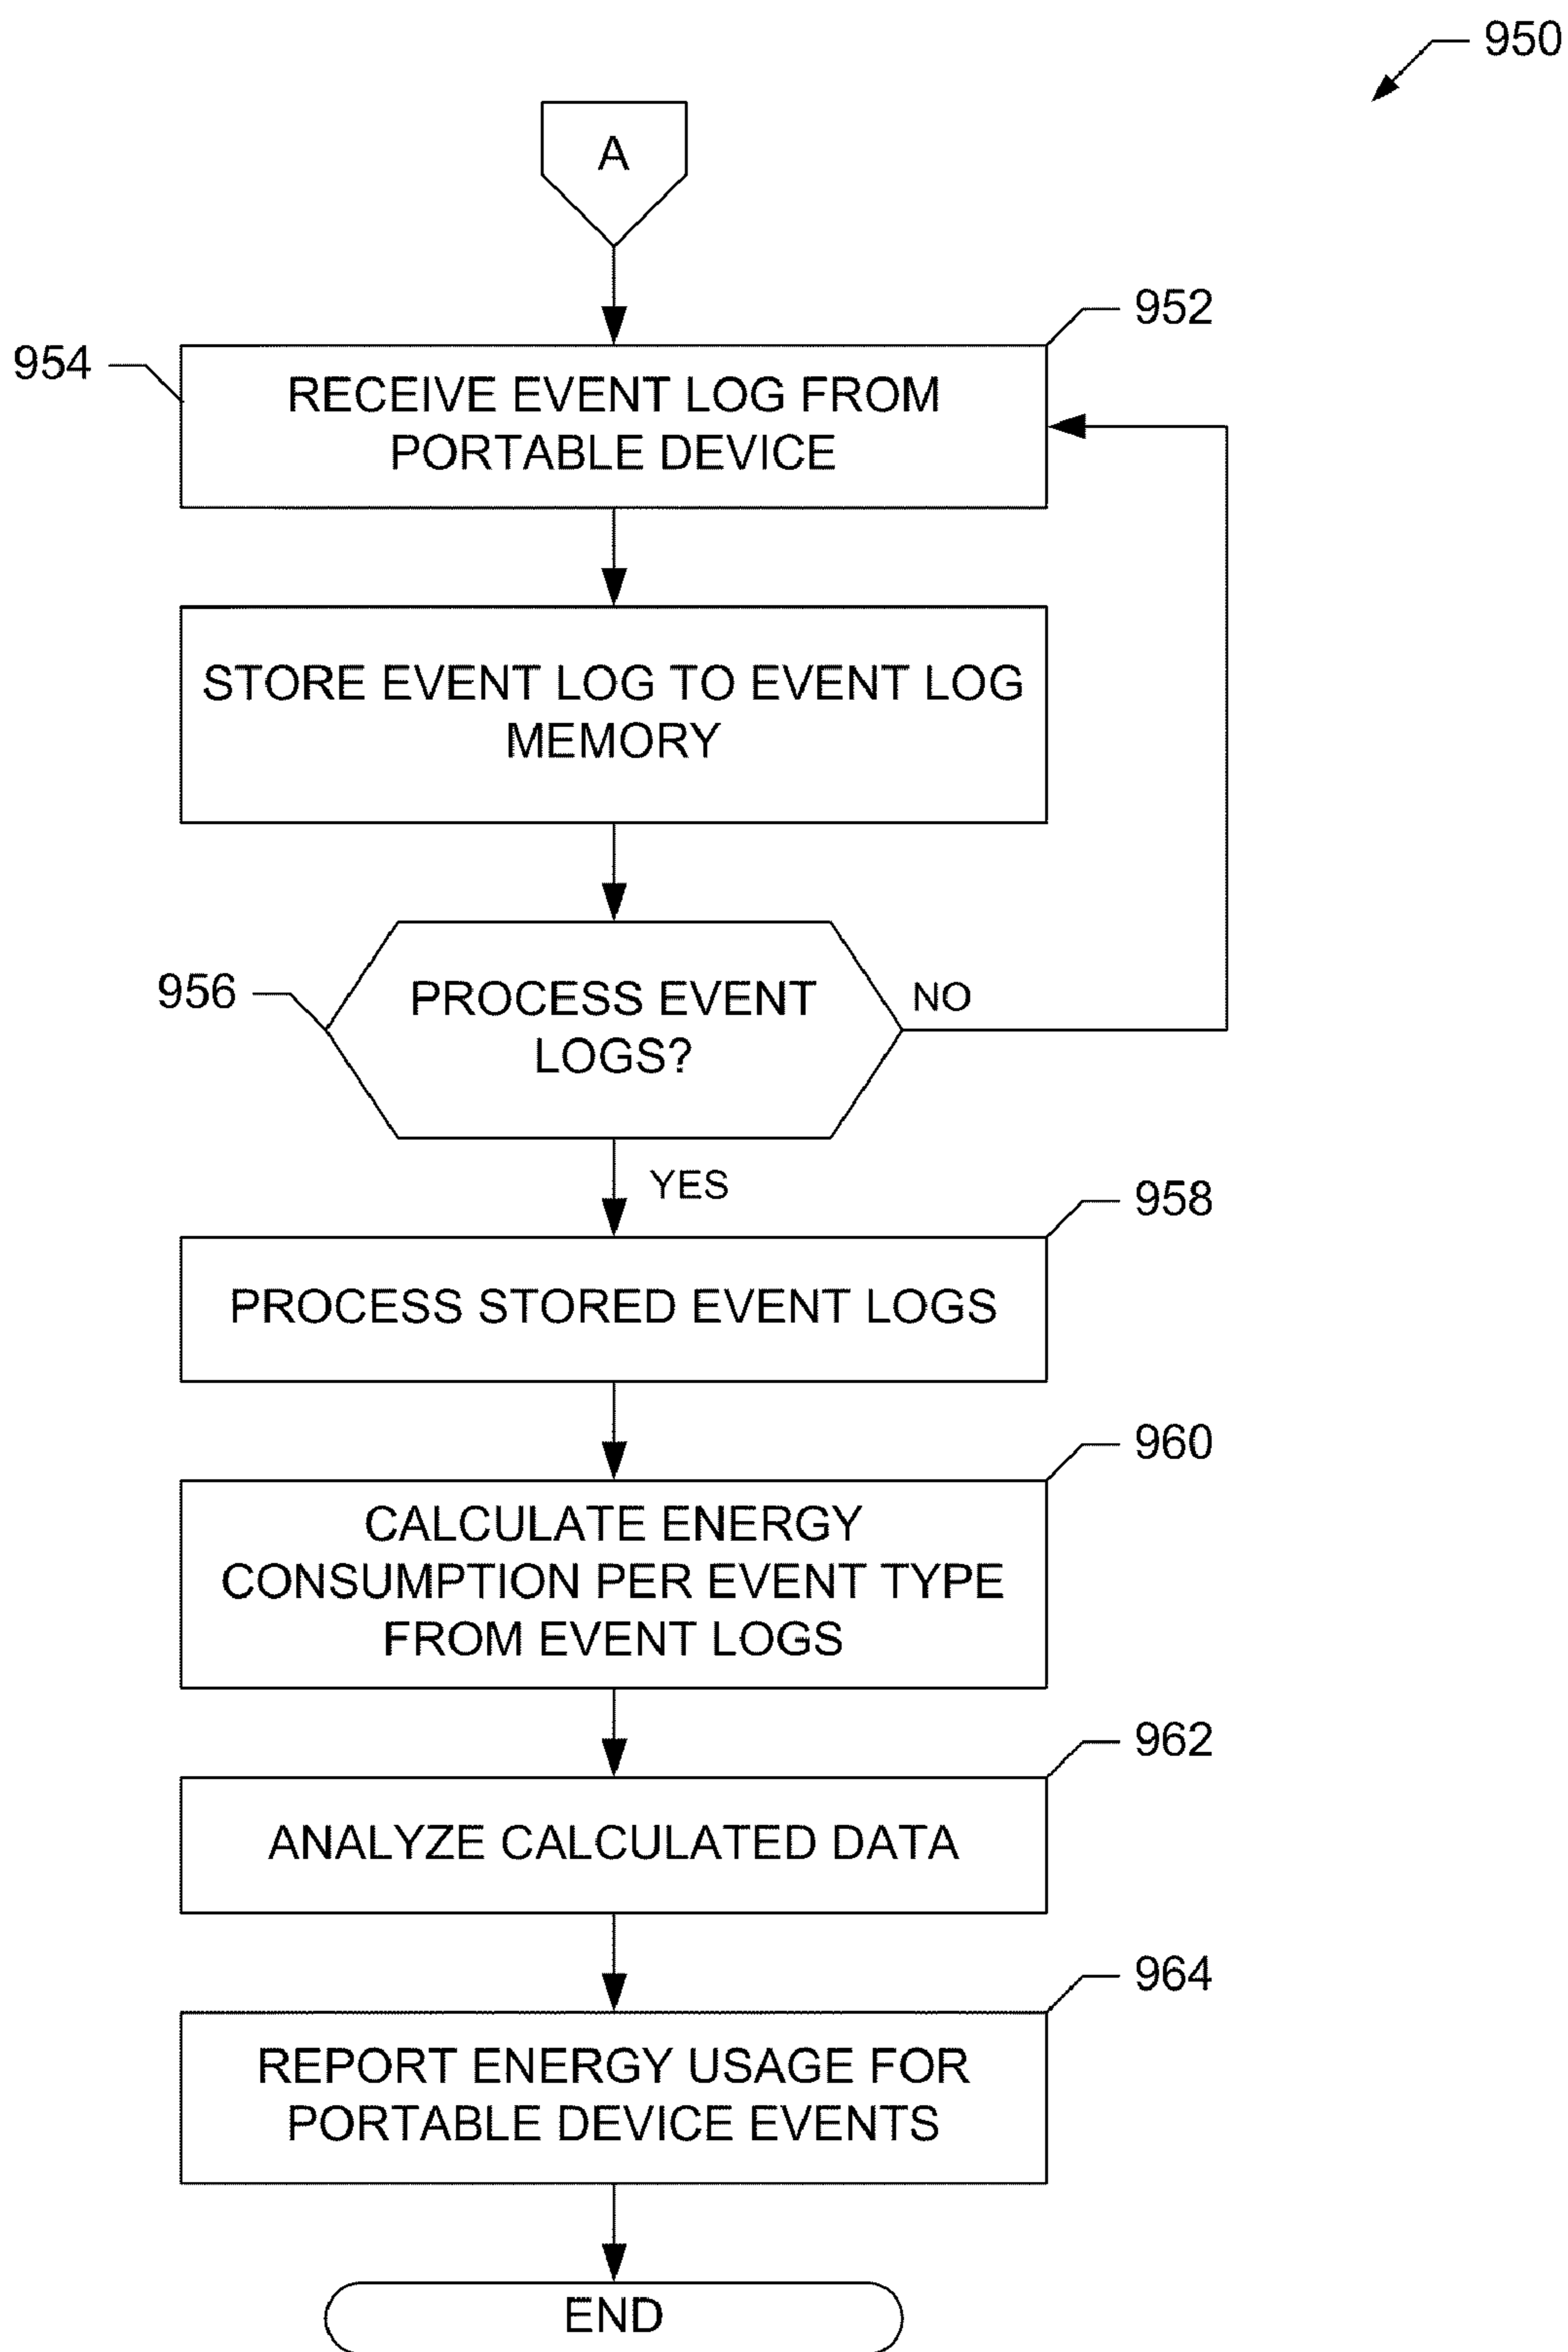 950
A
952
954
RECEIVE EVENT LOG FROM
PORTABLE DEVICE
STORE EVENT LOG TO EVENT LOG
MEMORY
956
PROCESS EVENT
LOGS?
NO
YES
958
PROCESS STORED EVENT LOGS
960
CALCULATE ENERGY
CONSUMPTION PER EVENT TYPE
FROM EVENT LOGS
962
ANALYZE CALCULATED DATA
964
REPORT ENERGY USAGE FOR
PORTABLE DEVICE EVENTS
END